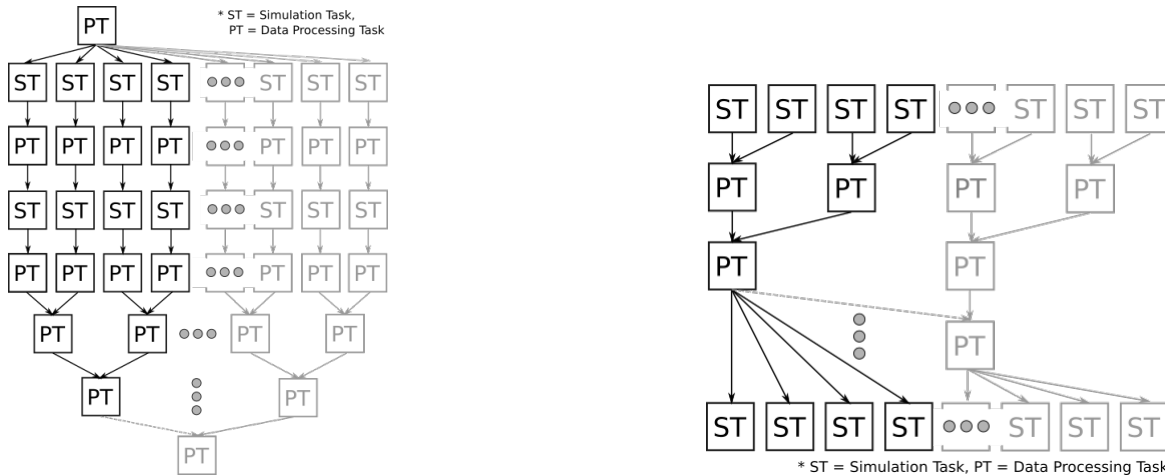 PT
* ST = Simulation Task,
PT = Data Processing Task
ST ST ST ST ST ST ST
PT PT PT PT PT PT PT
ST ST ST ST ST ST ST
PT PT PT PT PT PT PT
PT PT PT PT
PT PT
PT
ST ST ST ST ST ST ST
PT PT PT PT
PT PT
PT
ST ST ST ST ST ST ST
* ST = Simulation Task, PT = Data Processing Task